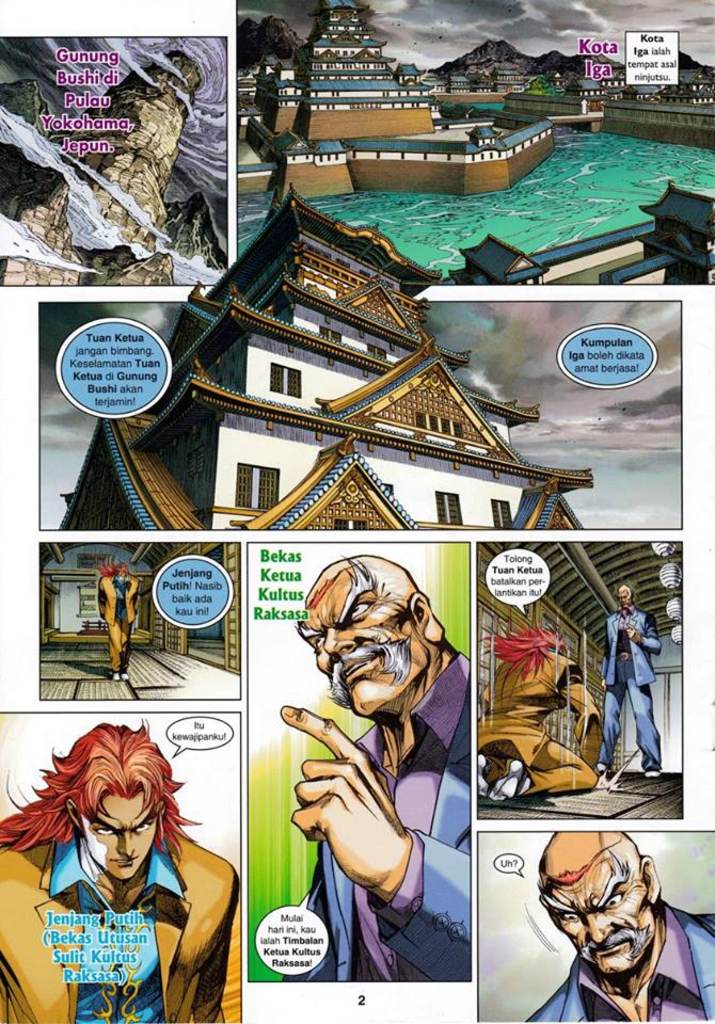 Gunung
Bushi di
Pulau
Yokohama,
Jepun.
Kota
Iga
Kota
Iga ialah
tempat asal
ninjutsu.
Tuan Ketua
jangan bimbang.
Keselamatan Tuan
Ketua di Gunung
Bushi akan
terjamin!
Kumpulan
Iga boleh dikata
amat berjasa!
Jenjang
Putih! Nasib
baik ada
kau ini!
Bekas
Ketua
Kultus
Raksasa
Tolong
Tuan Ketua
batalkan per-
lantikan itu!
Itu
kewajipanku!
Jenjang Putih
(Bekas Utusan
Sulit Kultus
Raksasa)
Mulai
hari ini, kau
ialah Timbalan
Ketua Kultus
Raksasa!
Uh?
2